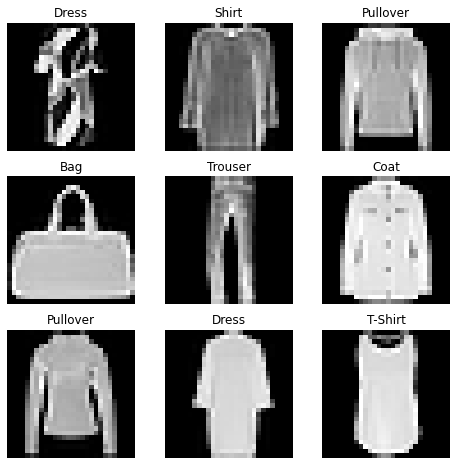 Dress Shirt Pullover
Bag Trouser Coat
Pullover Dress T-Shirt